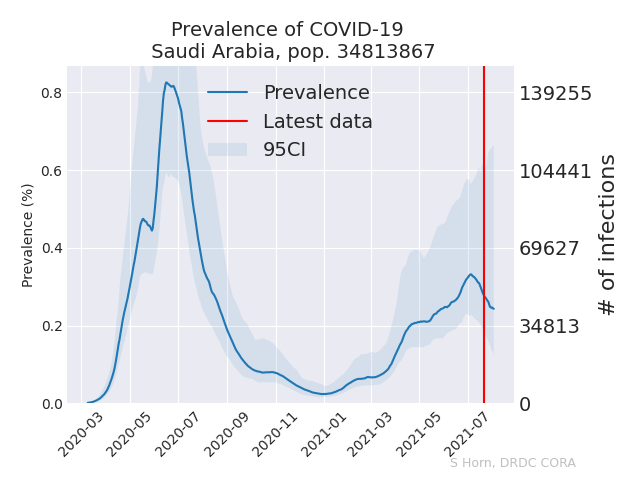 Prevalence of COVID-19
Saudi Arabia, pop. 34813867
Prevalence
Latest data
95CI
Prevalence (%)
0.8
0.6
0.4
0.2
0.0
139255
104441
69627
34813
0
# of infections
2020-03
2020-05
2020-07
2020-09
2020-11
2021-01
2021-03
2021-05
2021-07
S Horn, DRDC CORA